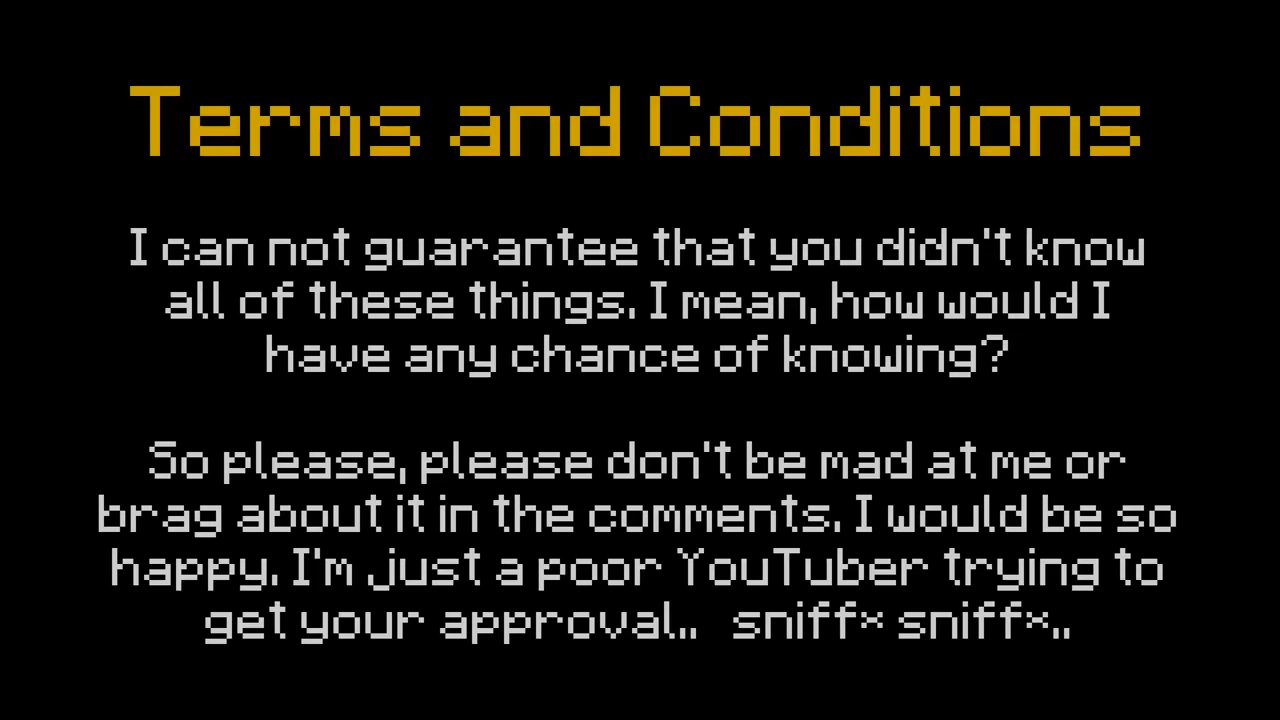 Terms and Conditions
I can not guarantee that you didn't know
all of these things. I mean, how would I
have any chance of knowing?
So please, please don't be mad at me or
brag about it in the comments. I would be so
happy. I'm just a poor YouTuber trying to
get your approval.. sniff* sniff*..